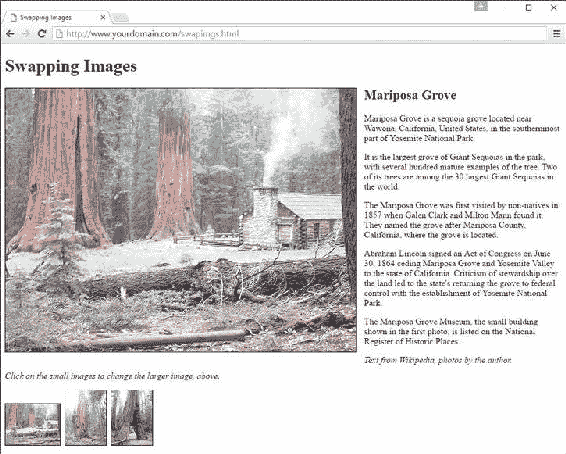 Swapping Images
http://www.yourdomain.com/swapimgs.html
Swapping Images
Mariposa Grove
Mariposa Grove is a sequoia grove located near
Wawona, California, United States, in the southernmost
part of Yosemite National Park.
It is the largest grove of Giant Sequoias in the park,
with several hundred mature examples of the tree. Two
of its trees are among the 30 largest Giant Sequoias in
the world.
The Mariposa Grove was first visited by non-natives in
1857 when Galen Clark and Milton Mann found it.
They named the grove after Mariposa County,
California, where the grove is located.
Abraham Lincoln signed an Act of Congress on June
30, 1864 ceding Mariposa Grove and Yosemite Valley
to the state of California. Criticism of stewardship over
the land led to the state's returning the grove to federal
control with the establishment of Yosemite National
Park.
The Mariposa Grove Museum, the small building
shown in the first photo, is listed on the National
Register of Historic Places.
Text from Wikipedia, photos by the author.
Click on the small images to change the larger image, above.